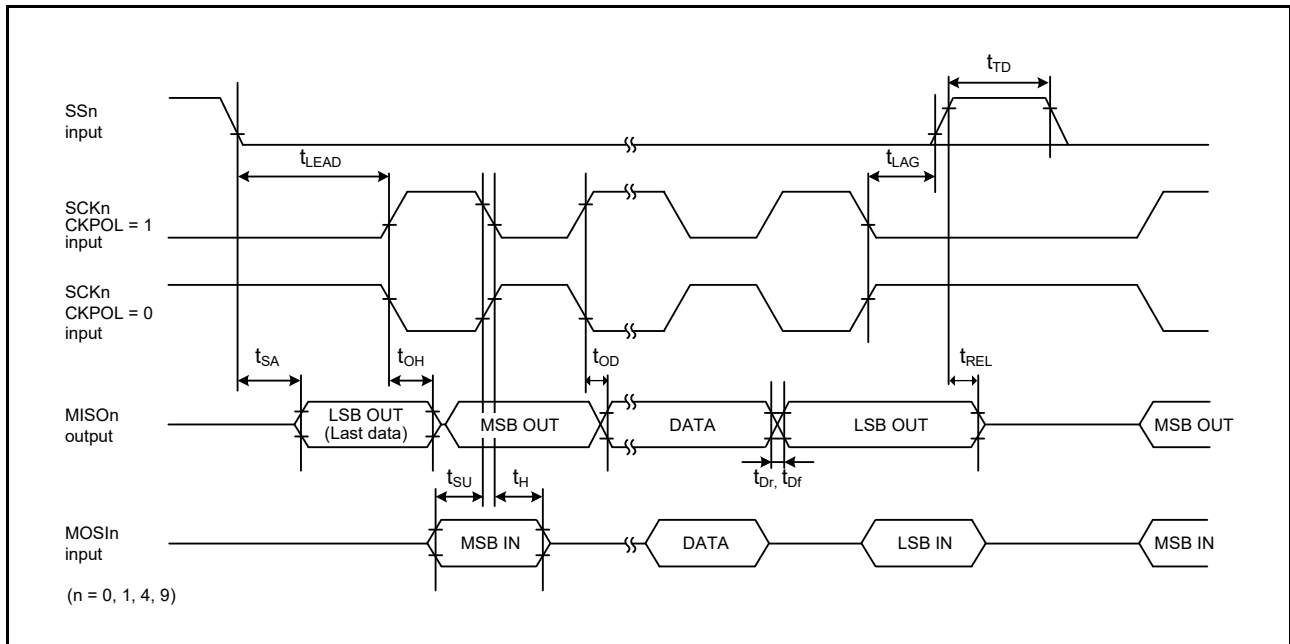 tTD
SSn
input
tLEAD
tLAG
SCKn
CKPOL = 1
input
SCKn
CKPOL = 0
input
tSA
tOH
tOD
tREL
MISOn
output
LSB OUT
(Last data)
MSB OUT
DATA
LSB OUT
MSB OUT
tSU
tH
tDr, tDf
MOSIn
input
MSB IN
DATA
LSB IN
MSB IN
(n = 0, 1, 4, 9)